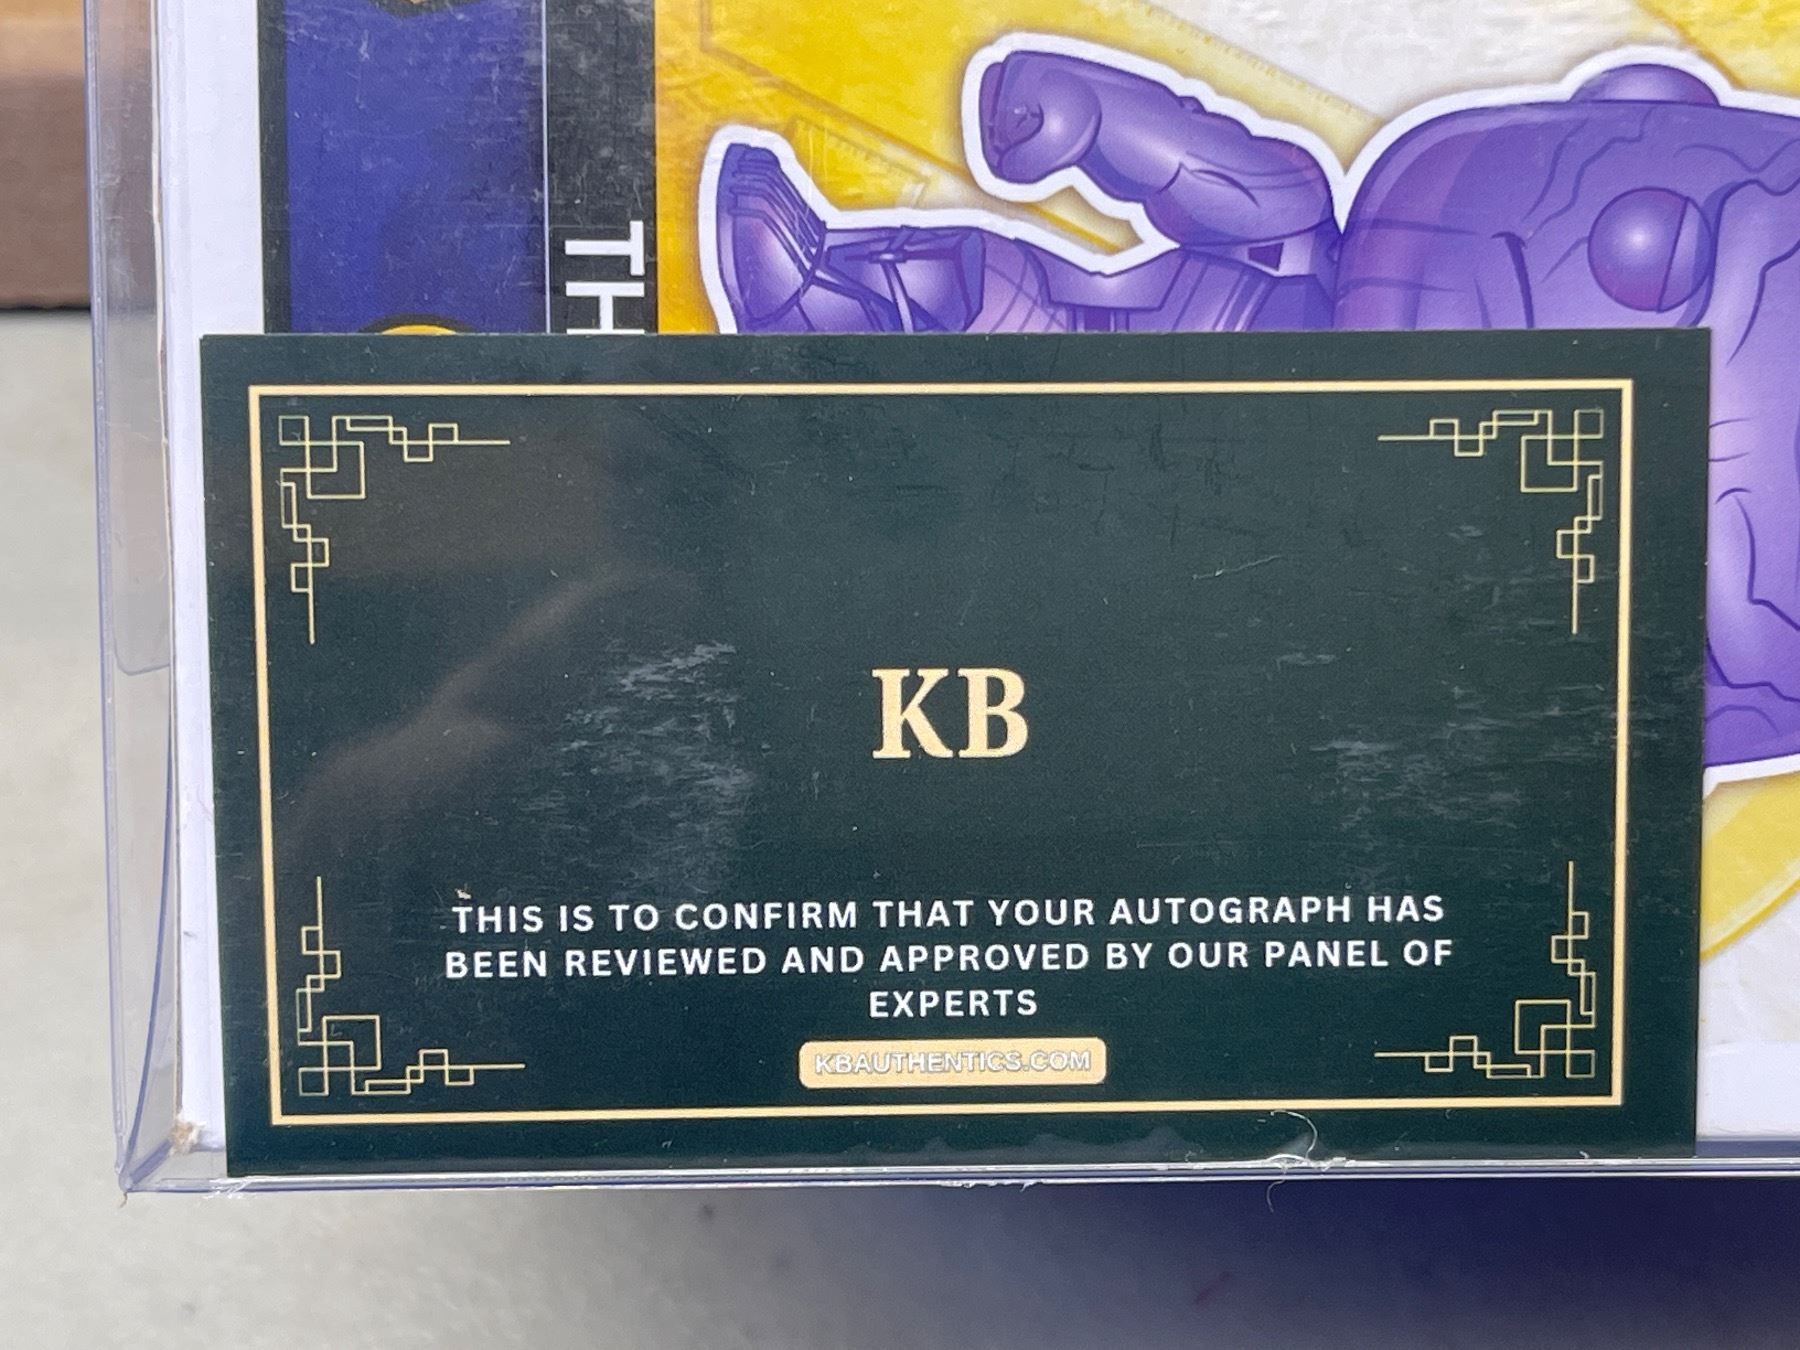 TH
KB
THIS IS TO CONFIRM THAT YOUR AUTOGRAPH HAS
BEEN REVIEWED AND APPROVED BY OUR PANEL OF
EXPERTS
KBAUTHENTICS.COM